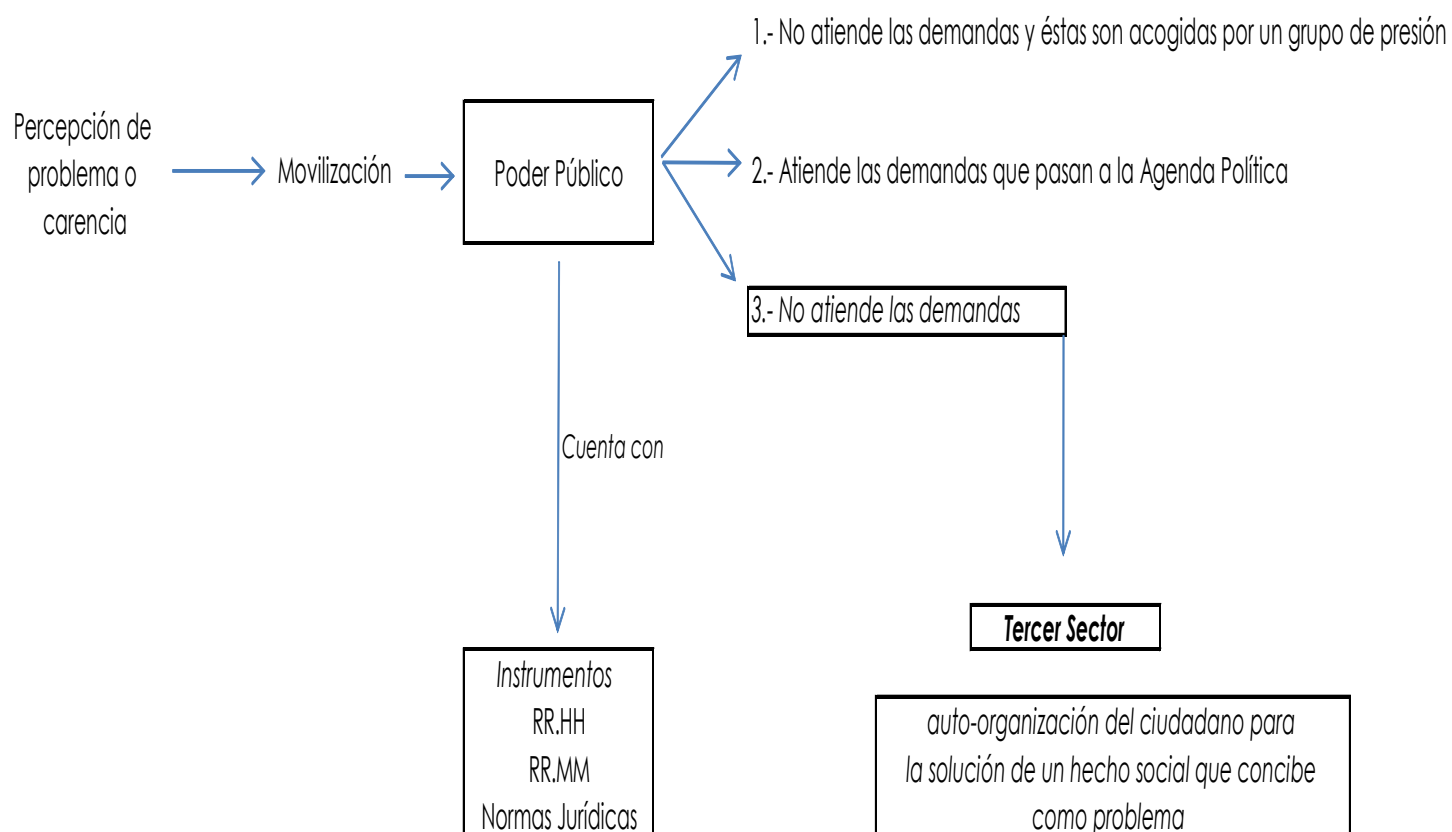 1.- No atiende las demandas y éstas son acogidas por un grupo de presión
Percepción de
problema o
carencia
Movilización
Poder Público
2.- Atiende las demandas que pasan a la Agenda Política
3.- No atiende las demandas
Cuenta con
Instrumentos
RR.HH
RR.MM
Normas Jurídicas
Tercer Sector
auto-organización del ciudadano para
la solución de un hecho social que concibe
como problema